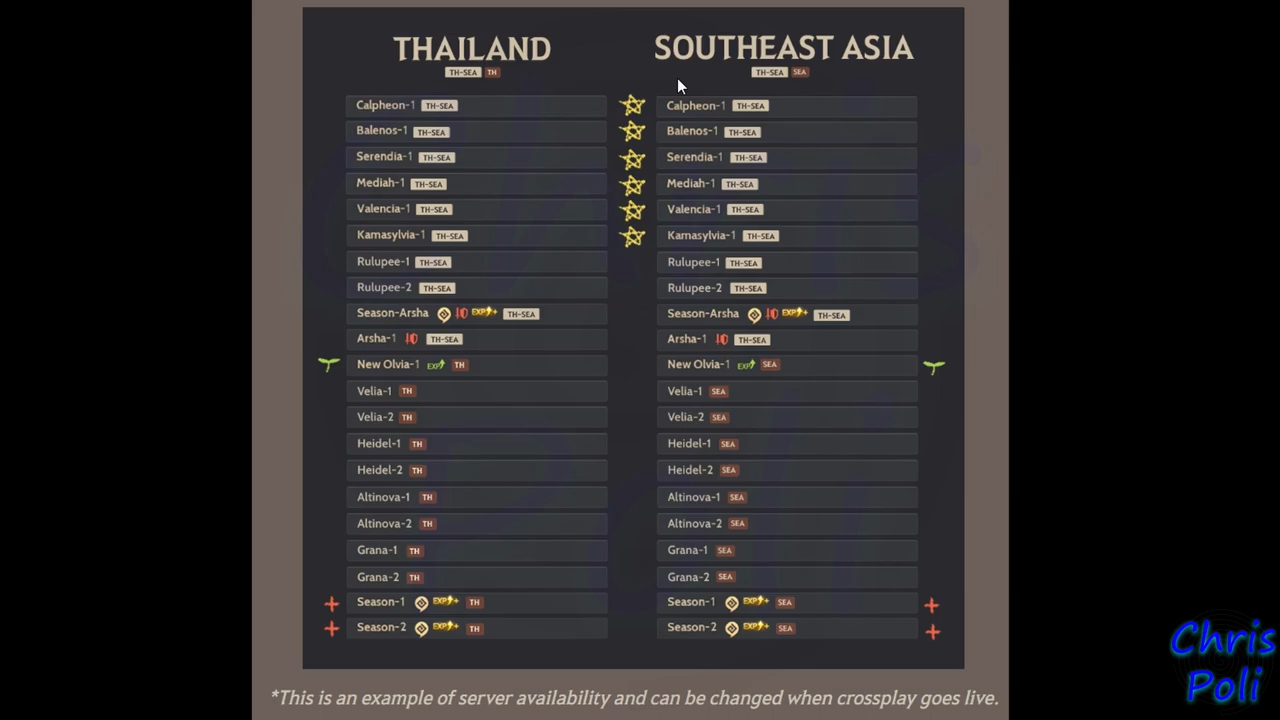 THAILAND
TH-SEA TH
Calpheon-1 TH-SEA
Balenos-1 TH-SEA
Serendia-1 TH-SEA
Mediah-1 TH-SEA
Valencia-1 TH-SEA
Kamasylvia-1 TH-SEA
Rulupee-1 TH-SEA
Rulupee-2 TH-SEA
Season-Arsha EXP+ TH-SEA
Arsha-1 TH-SEA
New Olvia-1 EXP TH
Velia-1 TH
Velia-2 TH
Heidel-1 TH
Heidel-2 TH
Altinova-1 TH
Altinova-2 TH
Grana-1 TH
Grana-2 TH
Season-1 EXP+ TH
Season-2 EXP+ TH
SOUTHEAST ASIA
TH-SEA SEA
Calpheon-1 TH-SEA
Balenos-1 TH-SEA
Serendia-1 TH-SEA
Mediah-1 TH-SEA
Valencia-1 TH-SEA
Kamasylvia-1 TH-SEA
Rulupee-1 TH-SEA
Rulupee-2 TH-SEA
Season-Arsha EXP+ TH-SEA
Arsha-1 TH-SEA
New Olvia-1 EXP SEA
Velia-1 SEA
Velia-2 SEA
Heidel-1 SEA
Heidel-2 SEA
Altinova-1 SEA
Altinova-2 SEA
Grana-1 SEA
Grana-2 SEA
Season-1 EXP+ SEA
Season-2 EXP+ SEA
*This is an example of server availability and can be changed when crossplay goes live.
Chris
Poli